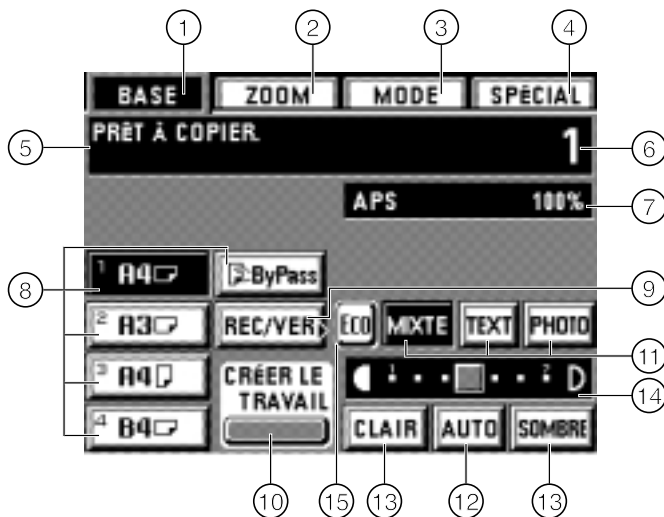 1 2 3 4
BASE ZOOM MODE SPÉCIAL
5 PRÊT À COPIER. 1 6
APS 100% 7
8 1 A4 ByPass 9
2 A3 REC/VER ECO MIXTE TEXT PHOTO
11
3 A4 CRÉER LE TRAVAIL 1 2 14
4 B4 CLAIR AUTO SOMBRE
10 15 13 12 13